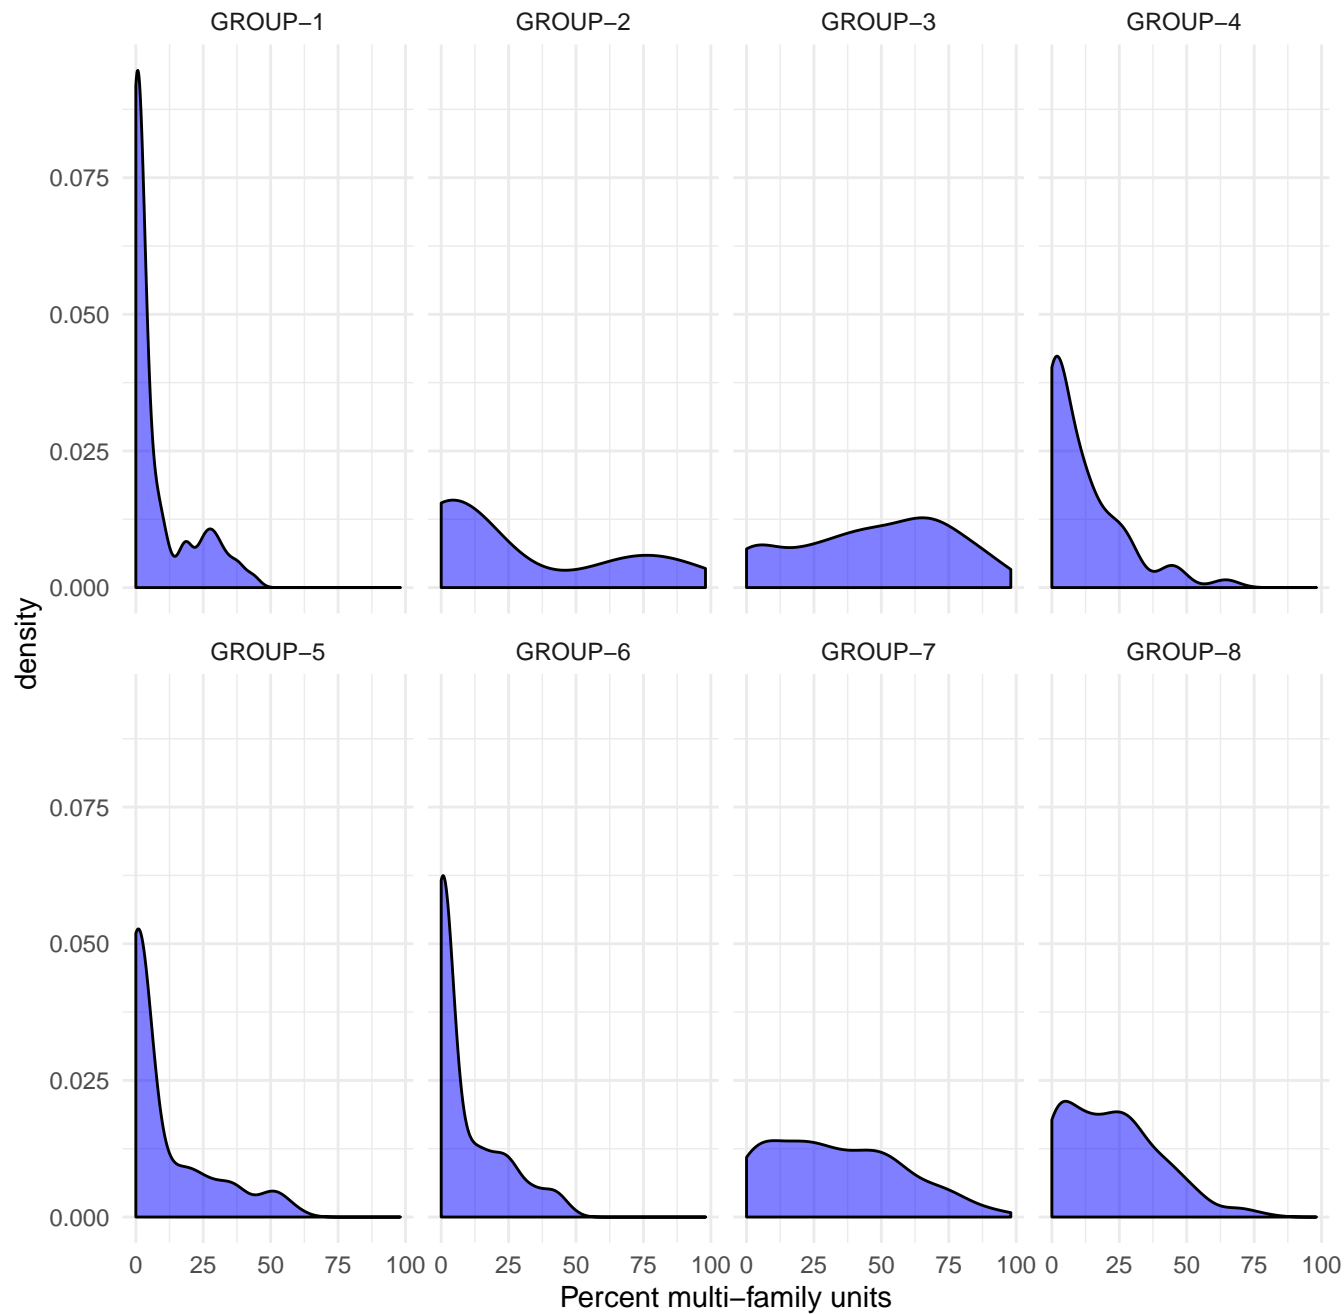 GROUP−1 GROUP−2 GROUP−3 GROUP−4
0.075
0.050
0.025
0.000
density
GROUP−5 GROUP−6 GROUP−7 GROUP−8
0.075
0.050
0.025
0.000
0 25 50 75 100 0 25 50 75 100 0 25 50 75 100 0 25 50 75 100
Percent multi−family units